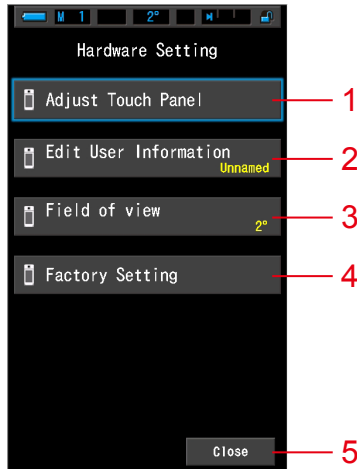 M 1 2°
Hardware Setting
Adjust Touch Panel 1
Edit User Information 2
Unnamed
Field of view 3
2°
Factory Setting 4
Close 5